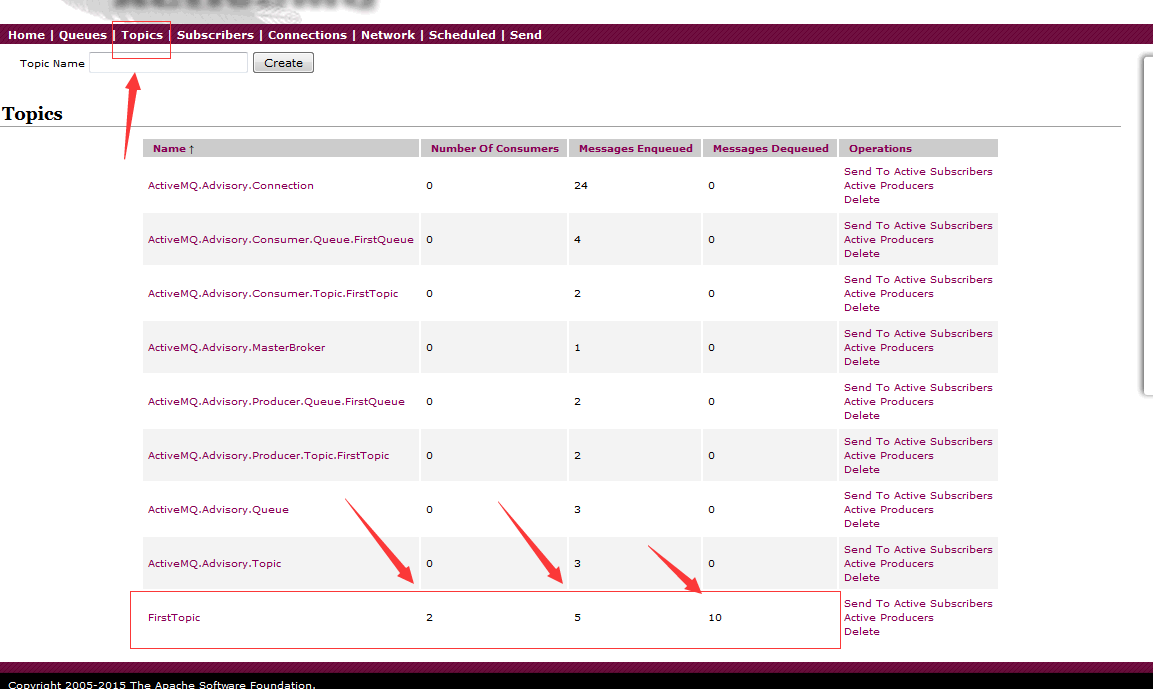 Home | Queues | Topics | Subscribers | Connections | Network | Scheduled | Send
Topic Name Create
Topics
Name ↑ Number Of Consumers Messages Enqueued Messages Dequeued Operations
ActiveMQ.Advisory.Connection 0 24 0 Send To Active Subscribers
Active Producers
Delete
ActiveMQ.Advisory.Consumer.Queue.FirstQueue 0 4 0 Send To Active Subscribers
Active Producers
Delete
ActiveMQ.Advisory.Consumer.Topic.FirstTopic 0 2 0 Send To Active Subscribers
Active Producers
Delete
ActiveMQ.Advisory.MasterBroker 0 1 0 Send To Active Subscribers
Active Producers
Delete
ActiveMQ.Advisory.Producer.Queue.FirstQueue 0 2 0 Send To Active Subscribers
Active Producers
Delete
ActiveMQ.Advisory.Producer.Topic.FirstTopic 0 2 0 Send To Active Subscribers
Active Producers
Delete
ActiveMQ.Advisory.Queue 0 3 0 Send To Active Subscribers
Active Producers
Delete
ActiveMQ.Advisory.Topic 0 3 0 Send To Active Subscribers
Active Producers
Delete
FirstTopic 2 5 10 Send To Active Subscribers
Active Producers
Delete
Copyright 2005-2015 The Apache Software Foundation.